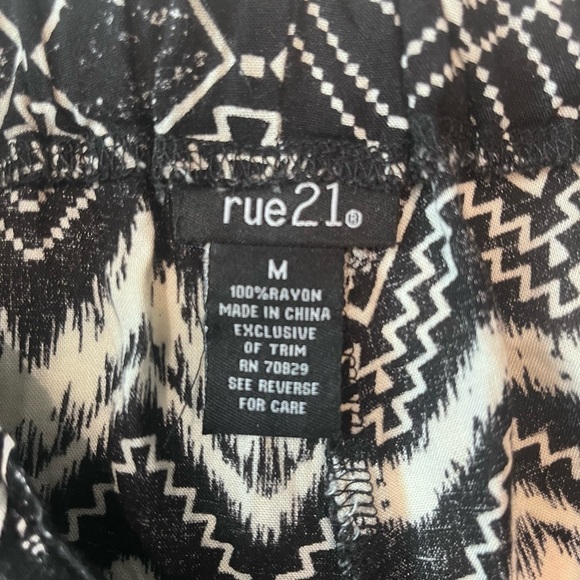 rue21®
M
100%RAYON
MADE IN CHINA
EXCLUSIVE
OF TRIM
RN 70829
SEE REVERSE
FOR CARE